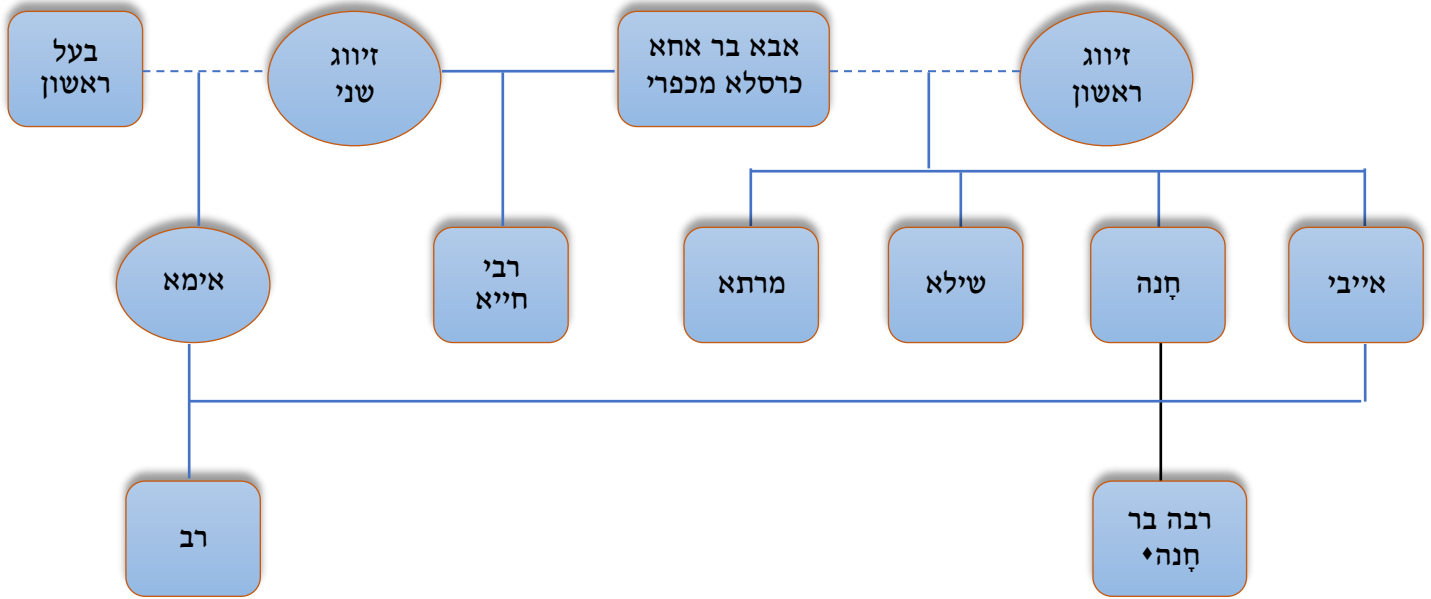 זיווג
ראשון
אבא בר אחא
כרסלא מכפרי
זיווג
שני
בעל
ראשון
אייבי
חָנה
שילא
מרתא
רבי
חייא
אימא
רבה בר
חָנה♦
רב